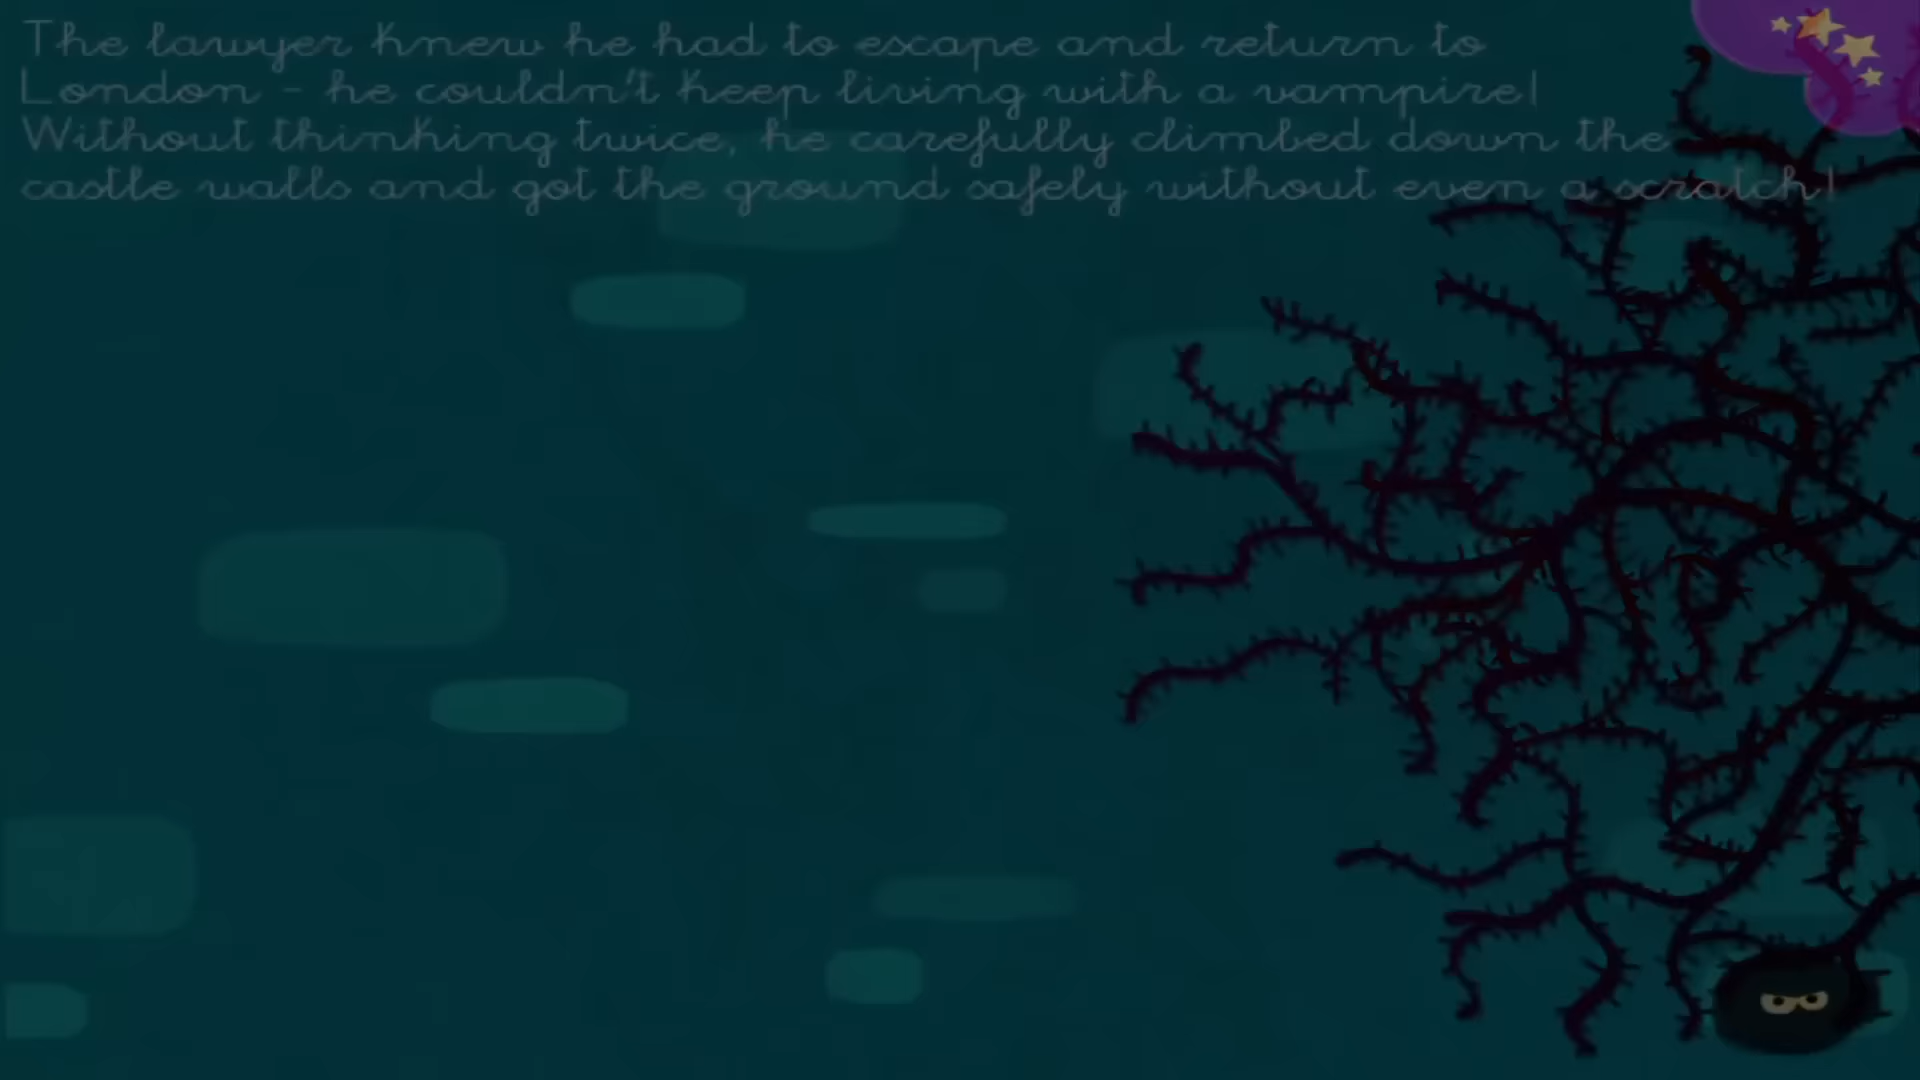 The lawyer knew he had to escape and return to
London - he couldn't keep living with a vampire!
Without thinking twice, he carefully climbed down the
castle walls and got the ground safely without even a scratch!